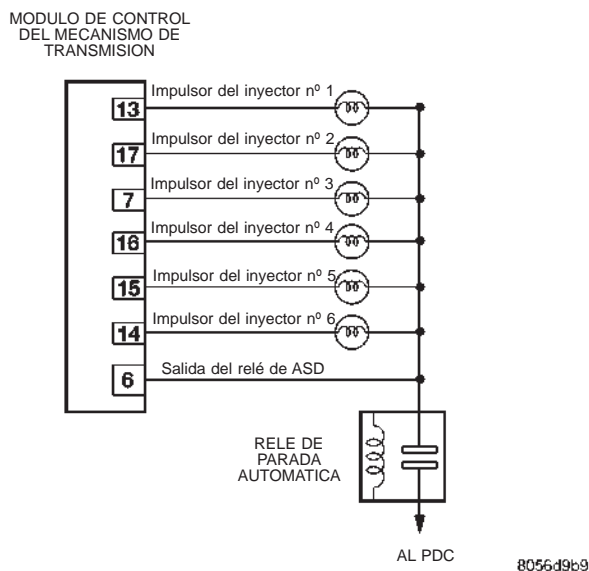 MODULO DE CONTROL
DEL MECANISMO DE
TRANSMISION
13
Impulsor del inyector nº 1
17
Impulsor del inyector nº 2
7
Impulsor del inyector nº 3
16
Impulsor del inyector nº 4
15
Impulsor del inyector nº 5
14
Impulsor del inyector nº 6
6
Salida del relé de ASD
RELE DE
PARADA
AUTOMATICA
AL PDC
8056d9b9